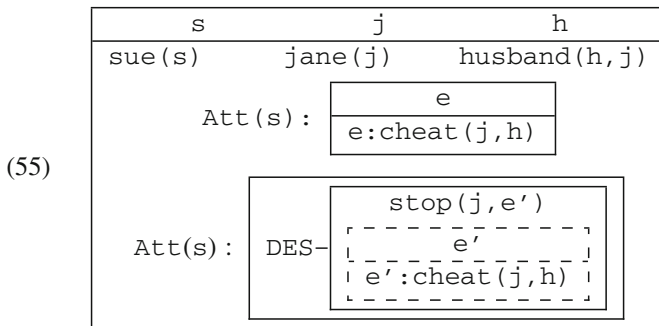 s j h
sue(s) jane(j) husband(h,j)
e
Att(s):
e:cheat(j,h)
(55)
stop(j,e’)
e’
Att(s): DES-
e’:cheat(j,h)